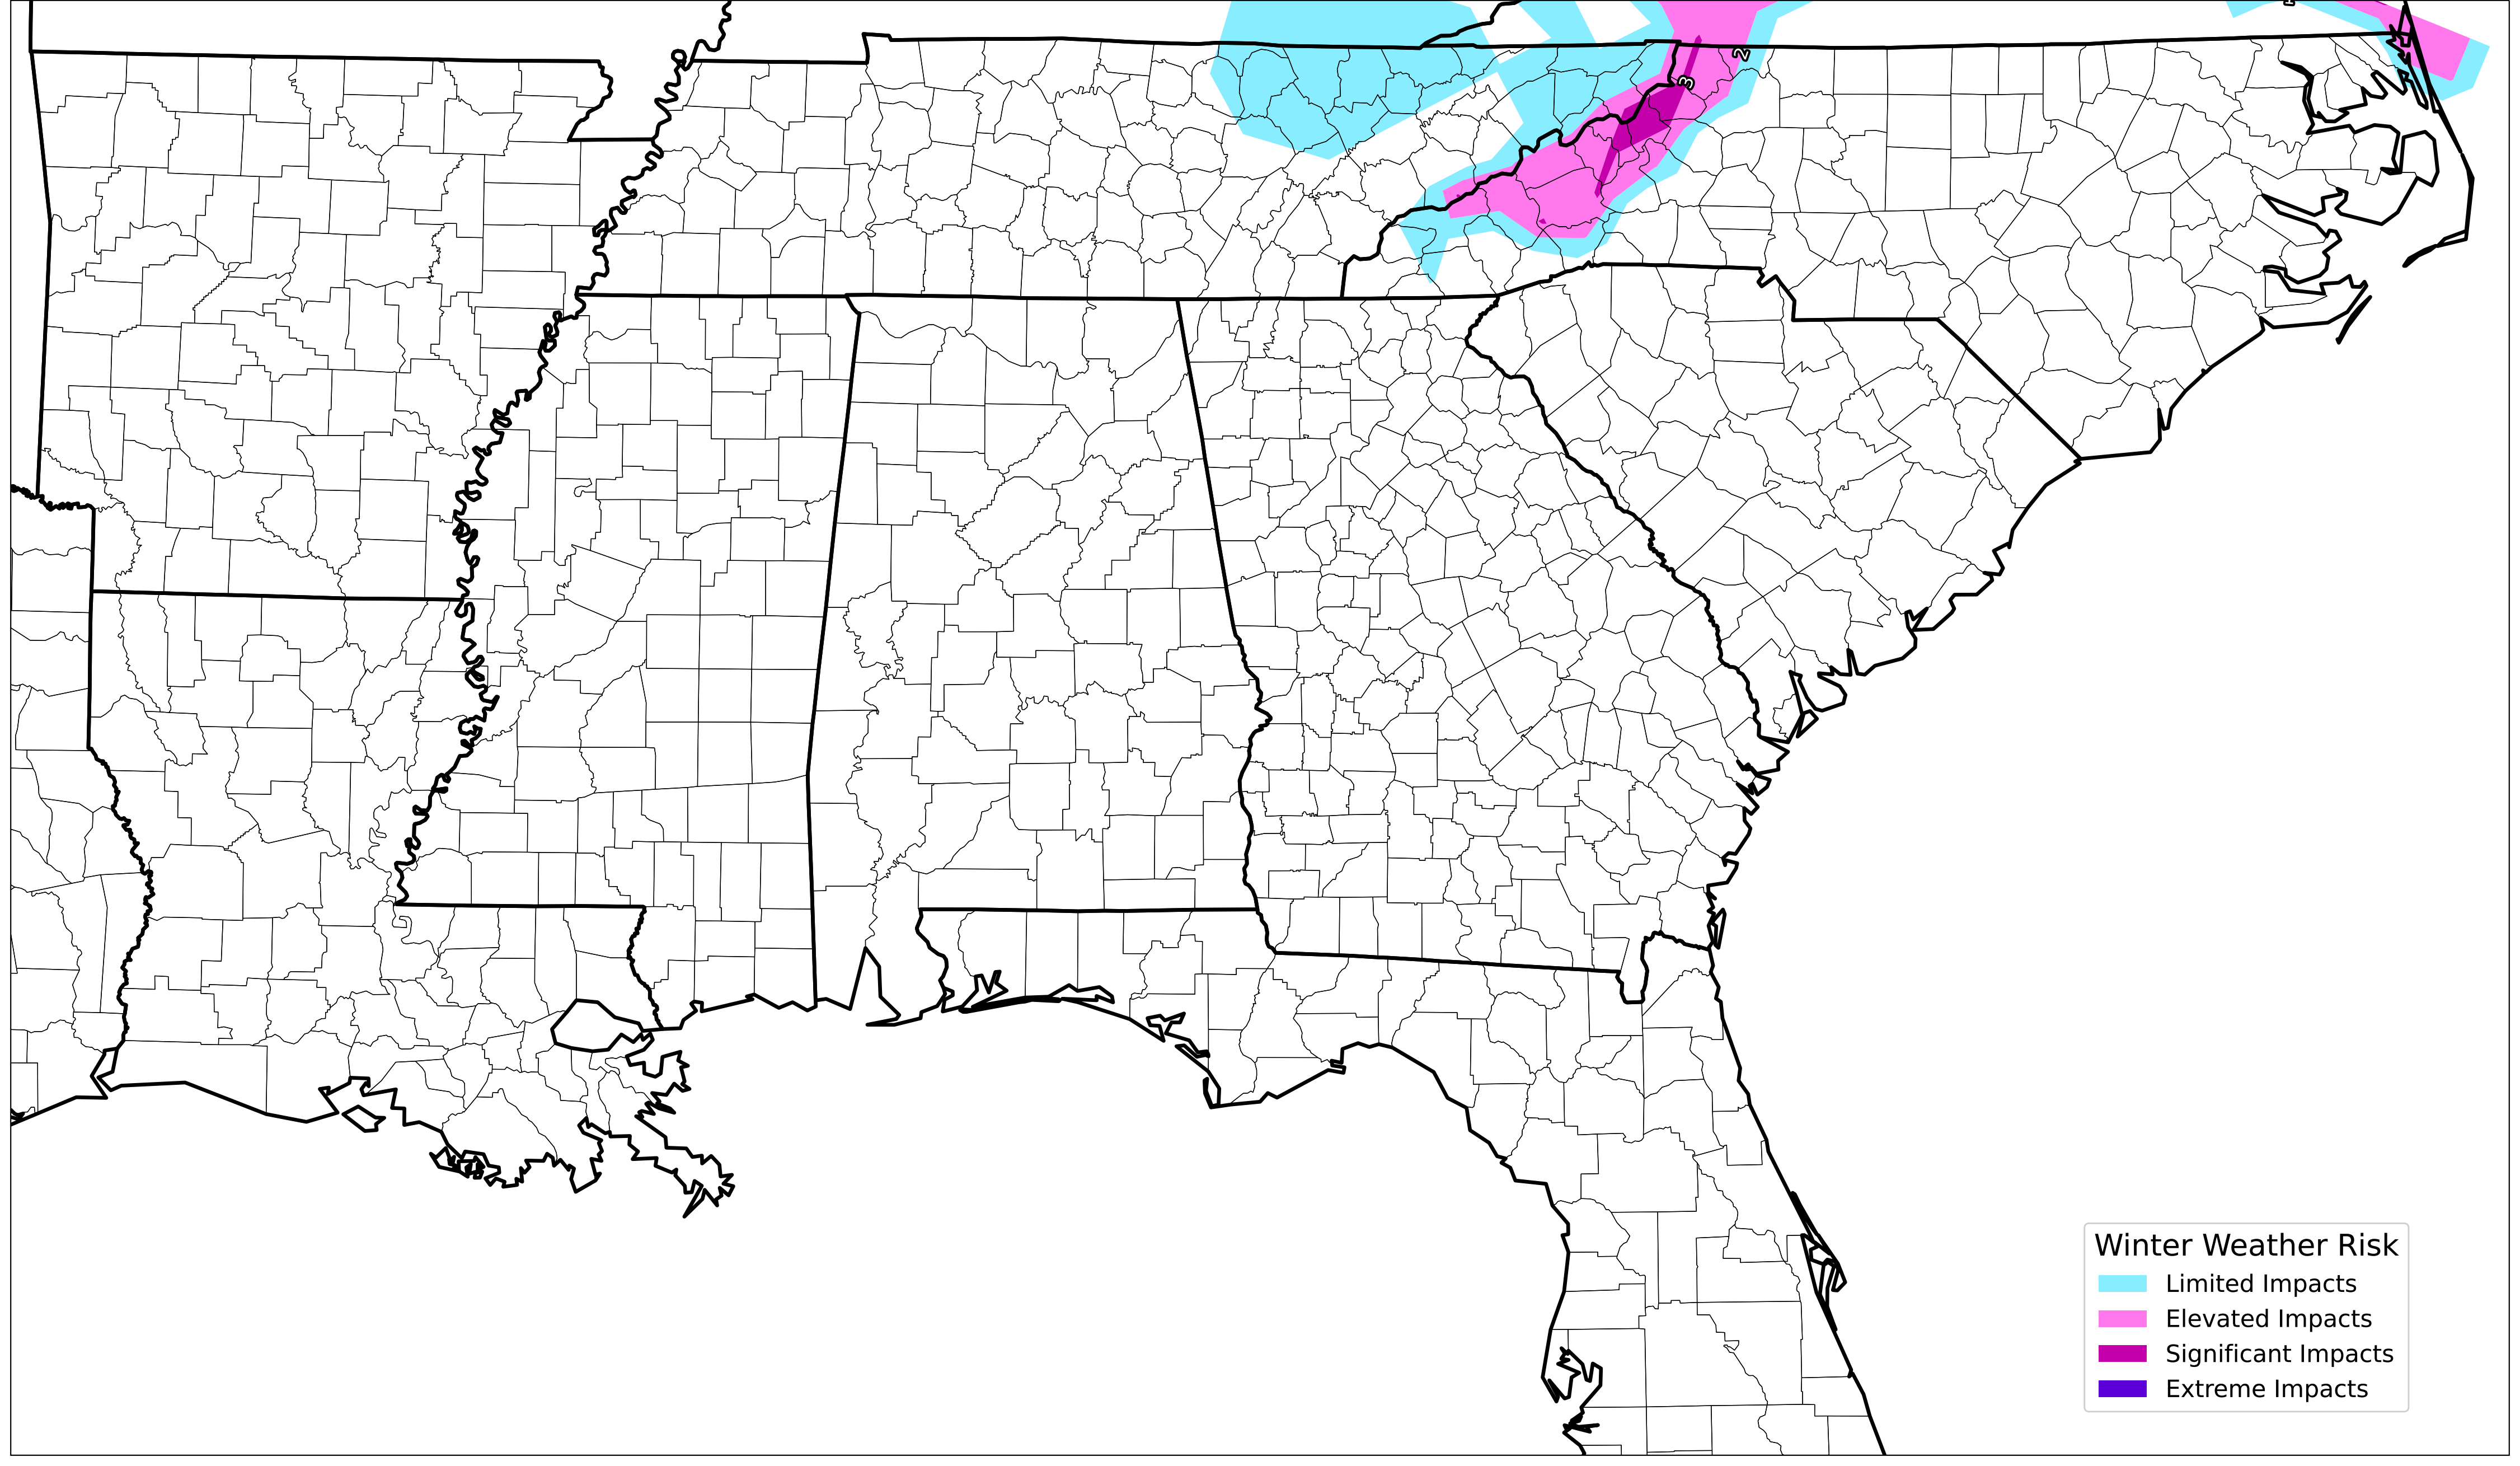 2
3
Winter Weather Risk
Limited Impacts
Elevated Impacts
Significant Impacts
Extreme Impacts